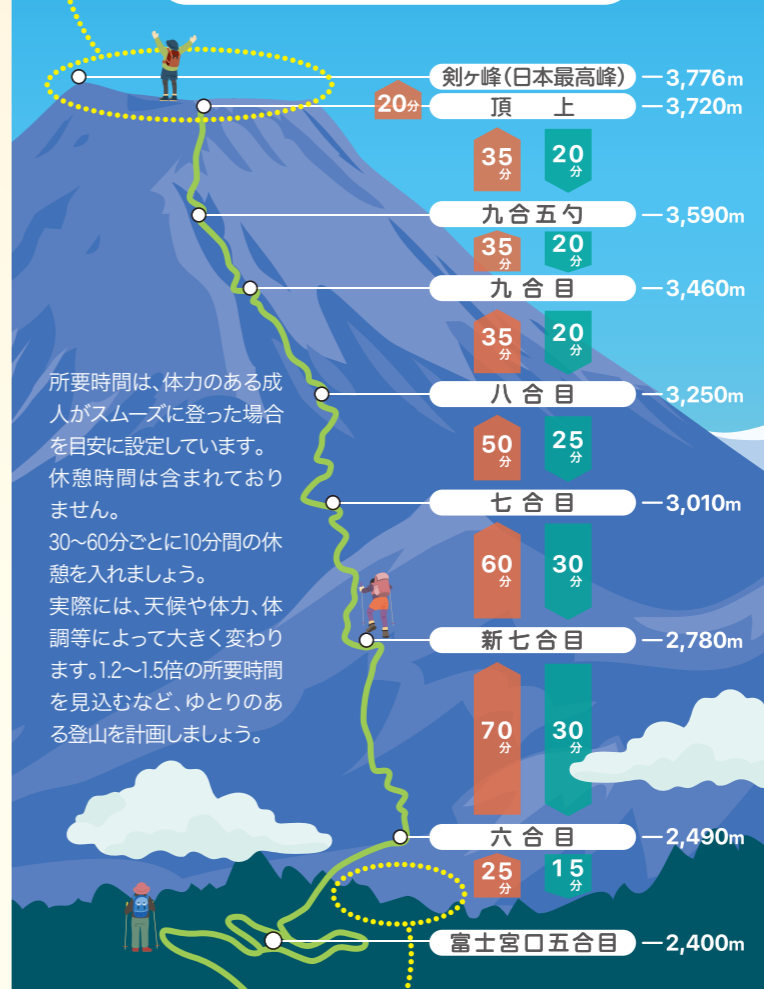 剣ヶ峰(日本最高峰) 3,776m
20分
頂上 3,720m
35分 20分
九合五勺 3,590m
35分 20分
九合目 3,460m
35分 20分
八合目 3,250m
50分 25分
七合目 3,010m
60分 30分
新七合目 2,780m
70分 30分
六合目 2,490m
25分 15分
富士宮口五合目 2,400m
所要時間は、体力のある成
人がスムーズに登った場合
を目安に設定しています。
休憩時間は含まれており
ません。
30〜60分ごとに10分間の休
憩を入れましょう。
実際には、天候や体力、体
調等によって大きく変わり
ます。1.2〜1.5倍の所要時間
を見込むなど、ゆとりのあ
る登山を計画しましょう。